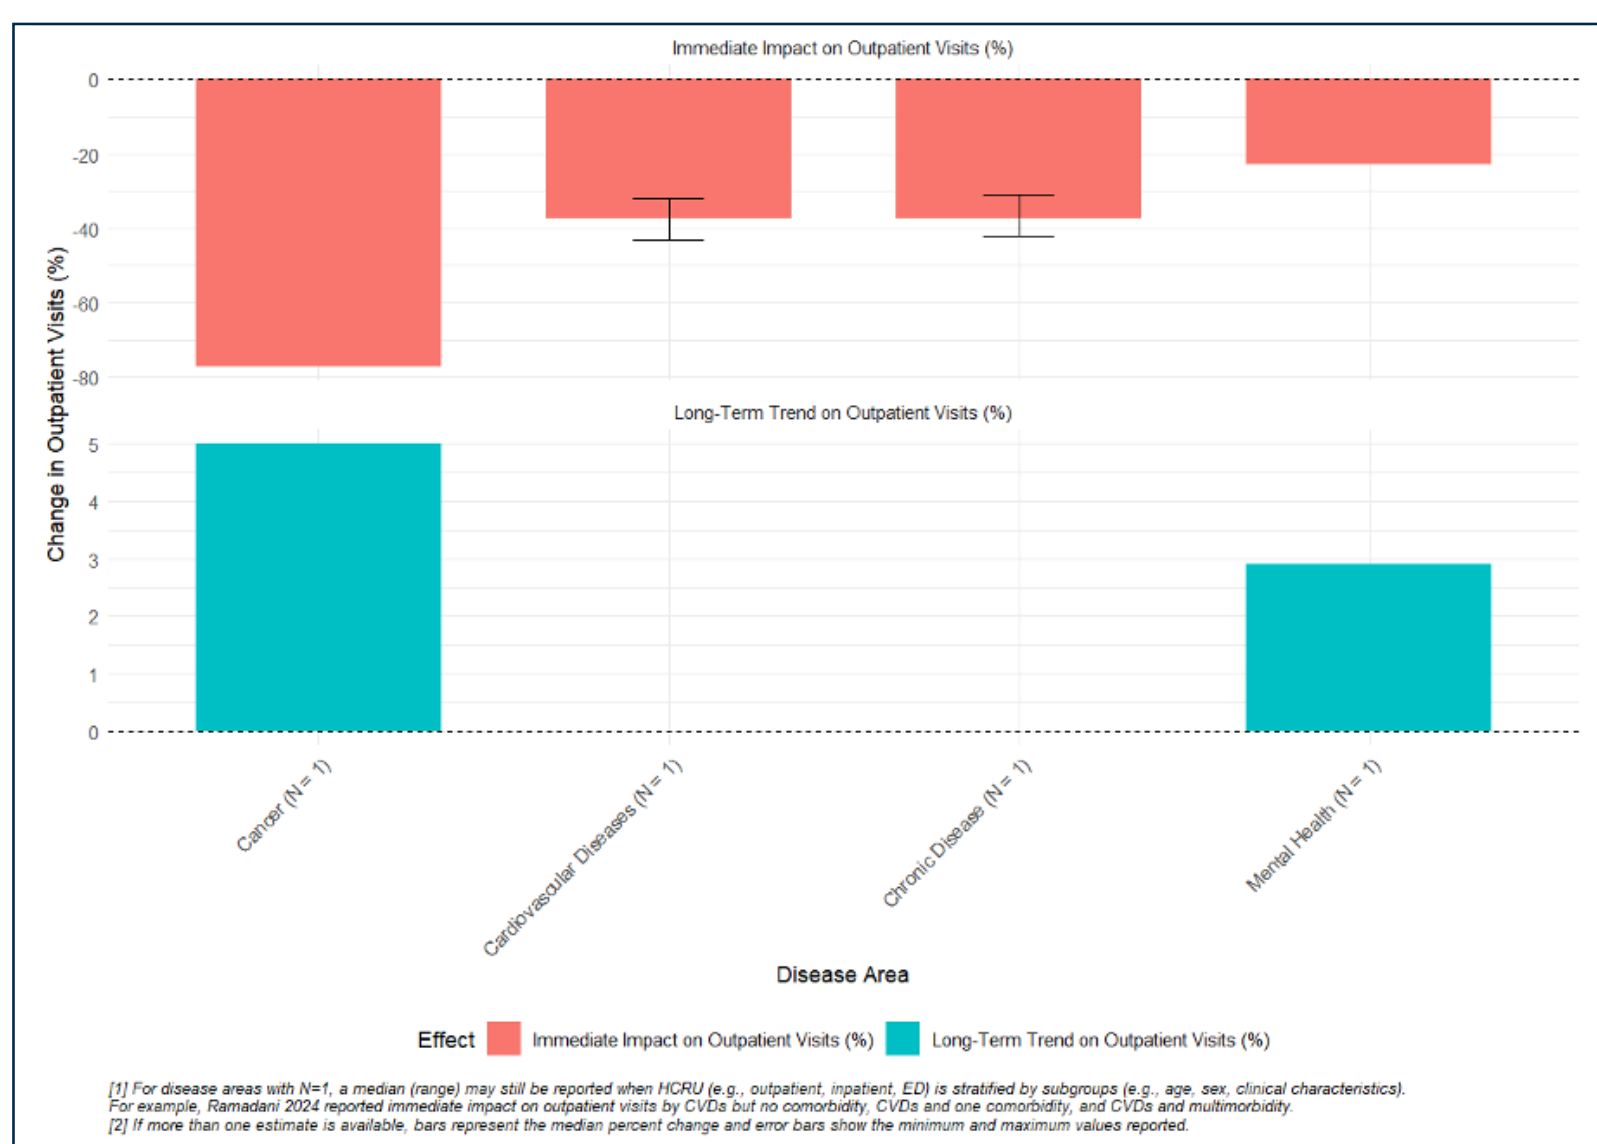 Immediate Impact on Outpatient Visits (%)
0
-20
-40
-60
-80
Change in Outpatient Visits (%)
Long-Term Trend on Outpatient Visits (%)
5
4
3
2
1
0
Cancer (N = 1)
Cardiovascular Diseases (N = 1)
Chronic Disease (N = 1)
Mental Health (N = 1)
Disease Area
Effect Immediate Impact on Outpatient Visits (%) Long-Term Trend on Outpatient Visits (%)
[1] For disease areas with N=1, a median (range) may still be reported when HCRU (e.g., outpatient, inpatient, ED) is stratified by subgroups (e.g., age, sex, clinical characteristics).
For example, Ramadani 2024 reported immediate impact on outpatient visits by CVDs but no comorbidity, CVDs and one comorbidity, and CVDs and multimorbidity.
[2] If more than one estimate is available, bars represent the median percent change and error bars show the minimum and maximum values reported.